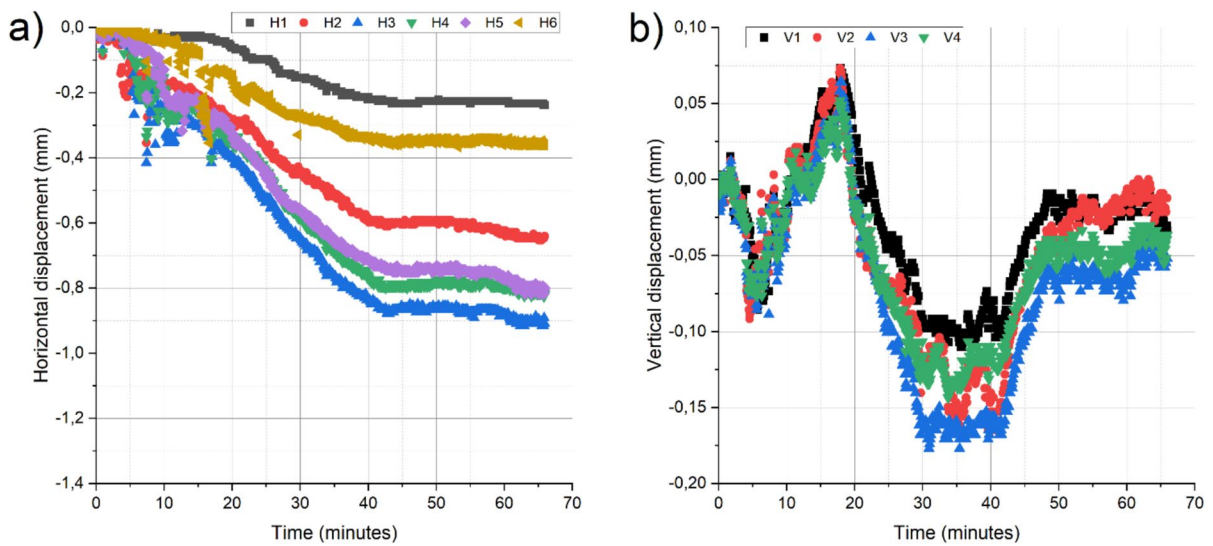 a)
H1 H2 H3 H4 H5 H6
Horizontal displacement (mm)
0,0
-0,2
-0,4
-0,6
-0,8
-1,0
-1,2
-1,4
0 10 20 30 40 50 60 70
Time (minutes)
b)
V1 V2 V3 V4
Vertical displacement (mm)
0,10
0,05
0,00
-0,05
-0,10
-0,15
-0,20
0 10 20 30 40 50 60 70
Time (minutes)